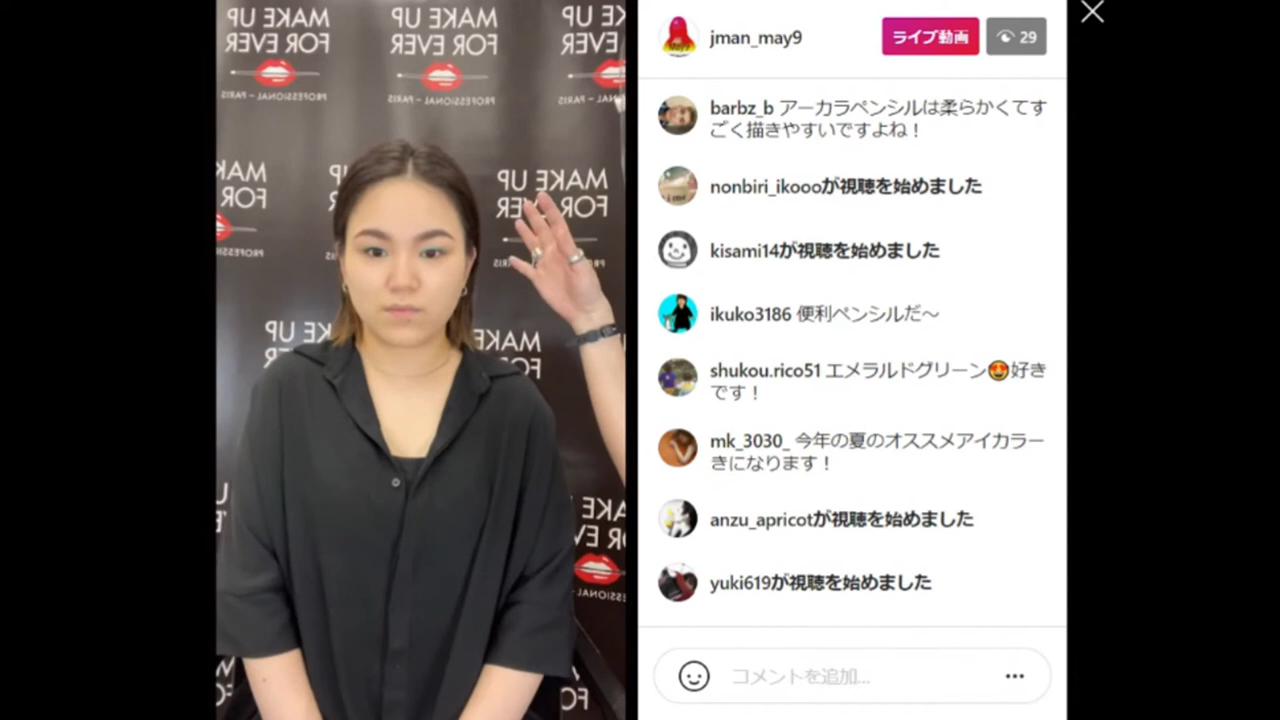 MAKE UP
FOR EVER
PROFESSIONAL – PARIS
MAKE UP
FOR EVER
PROFESSIONAL – PARIS
MAKE UP
FOR EVER
MAKE UP
FOR EVER
jman_may9
ライブ動画
29
barbz_b アーカラペンシルは柔らかくてす
ごく描きやすいですよね！
nonbiri_ikoooが視聴を始めました
kisami14が視聴を始めました
ikuko3186 便利ペンシルだ〜
shukou.rico51 エメラルドグリーン😍好き
です！
mk_3030_ 今年の夏のオススメアイカラー
きになります！
anzu_apricotが視聴を始めました
yuki619が視聴を始めました
コメントを追加...